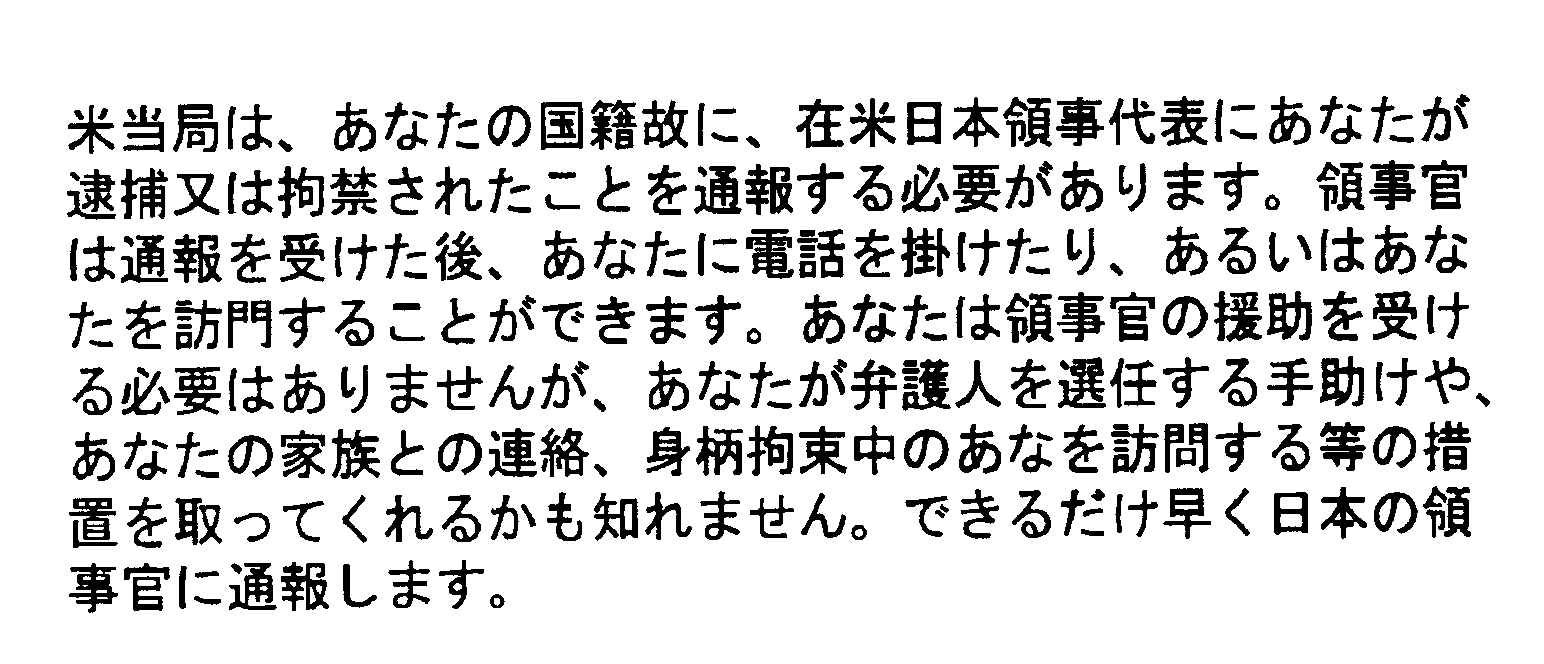 米当局は、あなたの国籍故に、在米日本領事代表にあなたが
逮捕又は拘禁されたことを通報する必要があります。領事官
は通報を受けた後、あなたに電話を掛けたり、あるいはあな
たを訪門することができます。あなたは領事官の援助を受け
る必要はありませんが、あなたが弁護人を選任する手助けや、
あなたの家族との連絡、身柄拘束中のあなを訪問する等の措
置を取ってくれるかも知れません。できるだけ早く日本の領
事官に通報します。